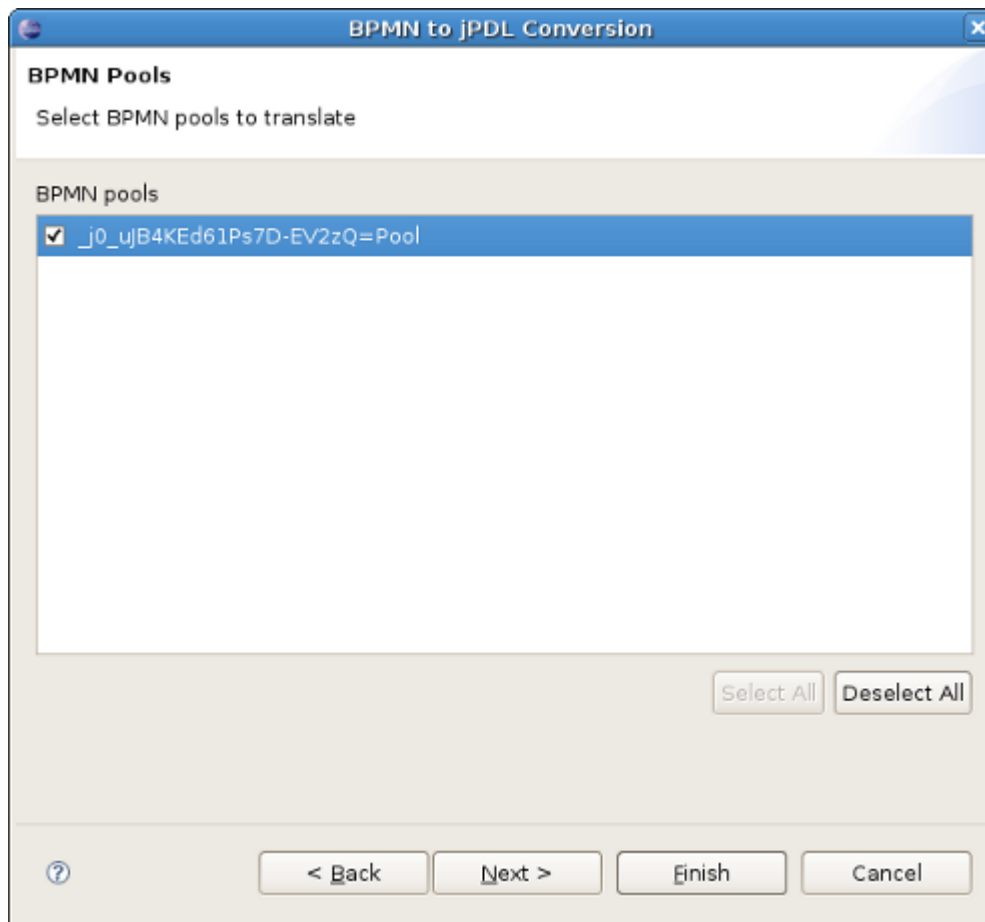 BPMN to jPDL Conversion
BPMN Pools
Select BPMN pools to translate
BPMN pools
_j0_uJB4KEd61Ps7D-EV2zQ=Pool
Select All Deselect All
? < Back Next > Finish Cancel